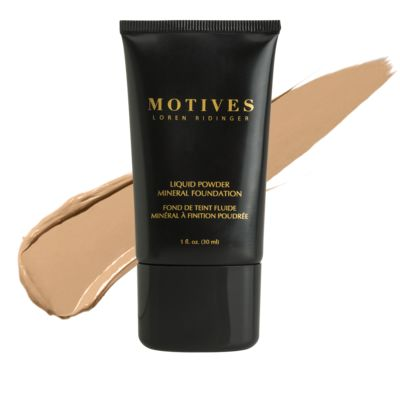 MOTIVES
LOREN RIDINGER
LIQUID POWDER
MINERAL FOUNDATION
FOND DE TEINT FLUIDE
MINÉRAL À FINITION POUDRÉE
1 fl. oz. (30 ml)